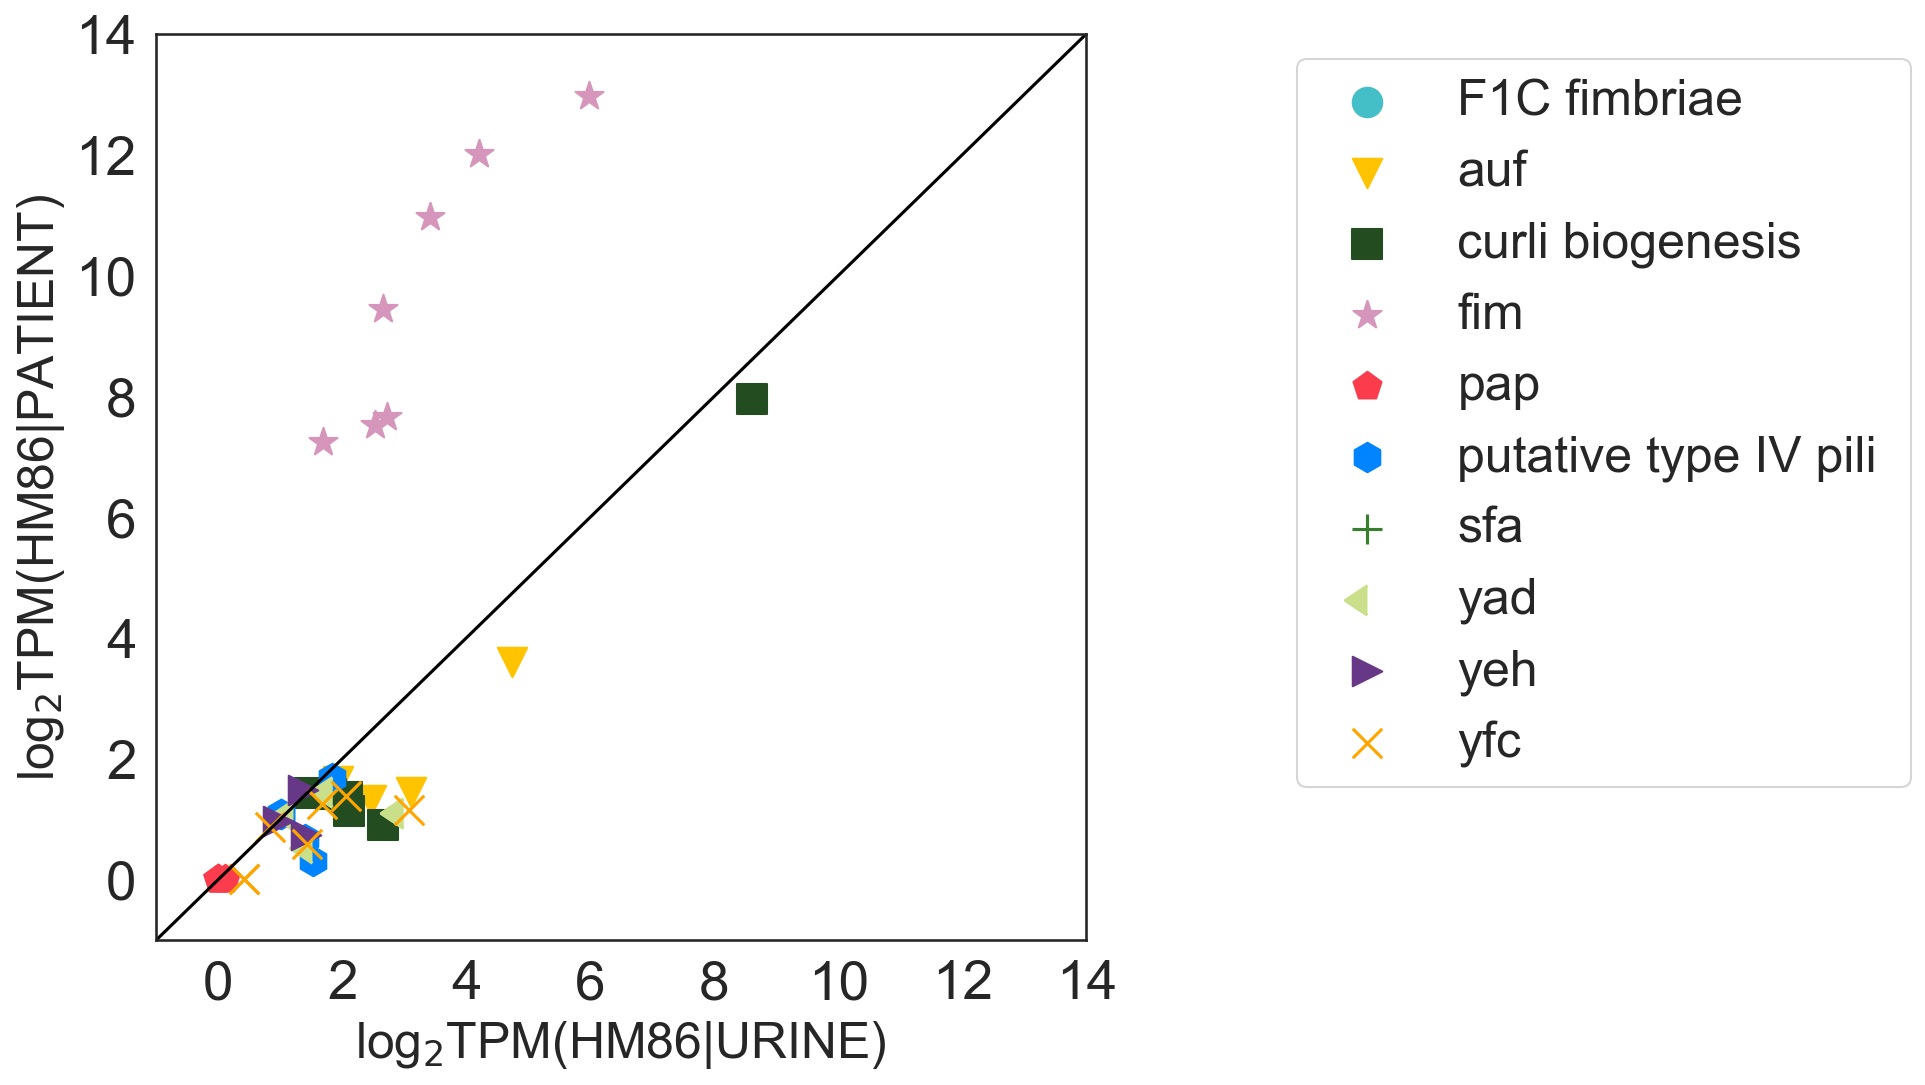 14
12
10
8
6
4
2
0
log₂TPM(HM86|PATIENT)
0 2 4 6 8 10 12 14
log₂TPM(HM86|URINE)
F1C fimbriae
auf
curli biogenesis
fim
pap
putative type IV pili
sfa
yad
yeh
yfc